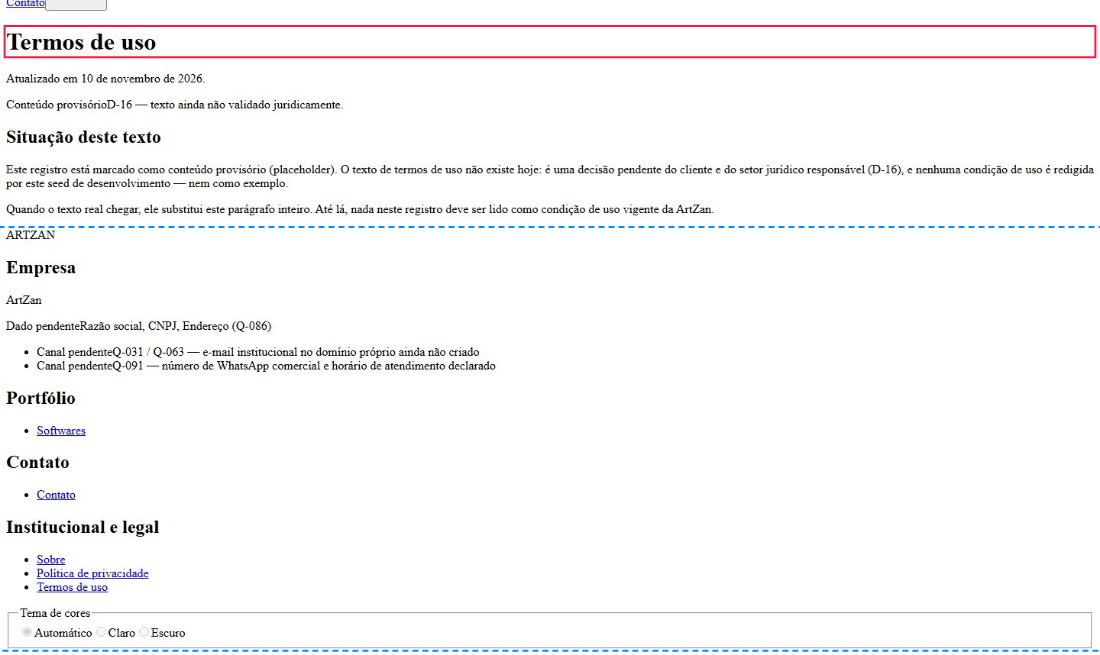 Contato
Termos de uso
Atualizado em 10 de novembro de 2026.
Conteúdo provisórioD-16 — texto ainda não validado juridicamente.
Situação deste texto
Este registro está marcado como conteúdo provisório (placeholder). O texto de termos de uso não existe hoje: é uma decisão pendente do cliente e do setor jurídico responsável (D-16), e nenhuma condição de uso é redigida
por este seed de desenvolvimento — nem como exemplo.
Quando o texto real chegar, ele substitui este parágrafo inteiro. Até lá, nada neste registro deve ser lido como condição de uso vigente da ArtZan.
ARTZAN
Empresa
ArtZan
Dado pendenteRazão social, CNPJ, Endereço (Q-086)
Canal pendenteQ-031 / Q-063 — e-mail institucional no domínio próprio ainda não criado
Canal pendenteQ-091 — número de WhatsApp comercial e horário de atendimento declarado
Portfólio
Softwares
Contato
Contato
Institucional e legal
Sobre
Política de privacidade
Termos de uso
Tema de cores
Automático Claro Escuro